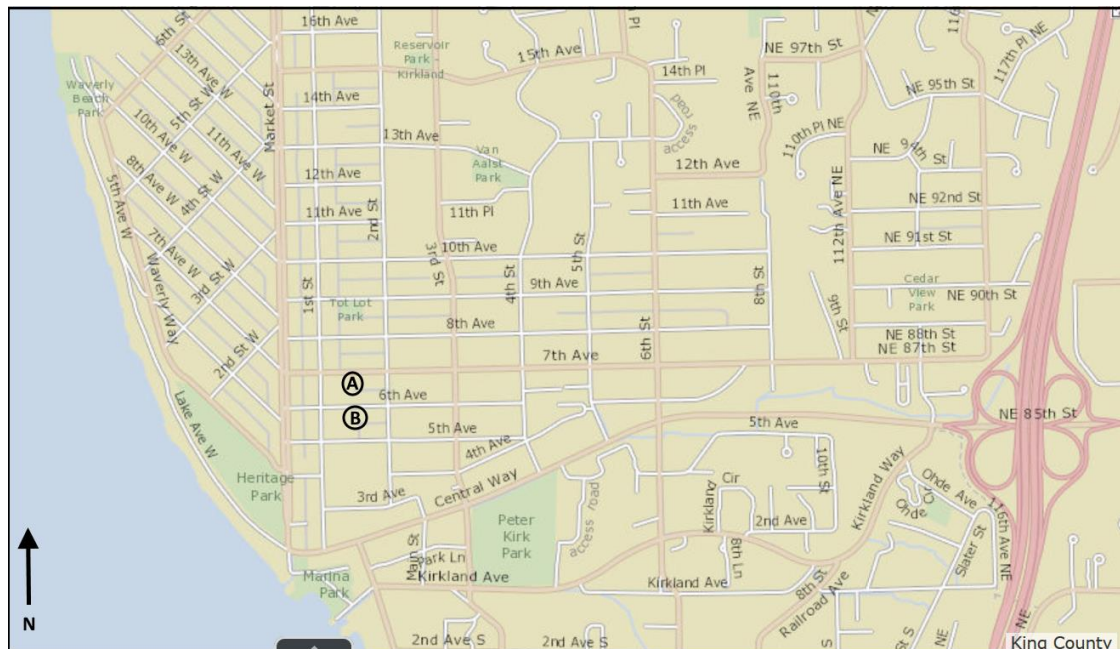 16th Ave
6th St
13th Ave W
Reservoir
Park -
Kirkland
15th Ave
Pl
NE 97th St
116
117th Pl NE
Waverly
Beach
Park
5th St W
Market St
14th Ave
14th Pl
110th
Ave NE
NE 95th St
10th Ave W
11th Ave W
13th Ave
Van
Aalst
Park
access road
110th Pl NE
NE 94th St
8th Ave W
4th St W
12th Ave
12th Ave
5th Ave W
11th Ave
2nd St
11th Pl
11th Ave
112th Ave NE
NE 92nd St
7th Ave W
3rd St W
10th Ave
3rd St
5th St
NE 91st St
Waverly Way
1st St
Tot Lot
Park
4th St
9th Ave
8th St
9th St
Cedar
View
Park
NE 90th St
8th Ave
6th St
NE 88th St
2nd St W
7th Ave
NE 87th St
A
6th Ave
B
Lake Ave W
5th Ave
4th Ave
5th Ave
NE 85th St
Heritage
Park
3rd Ave
Central Way
access road
Kirkland Cir
10th St
Kirkland Way
Ohde Ave
Ohde Cir
116th Ave NE
Peter
Kirk
Park
2nd Ave
Main St
Park Ln
8th Ln
Slater St
N
Marina
Park
Kirkland Ave
Kirkland Ave
8th St
Railroad Ave
2nd Ave S
2nd Ave S
S
St S
NE
NE
King County